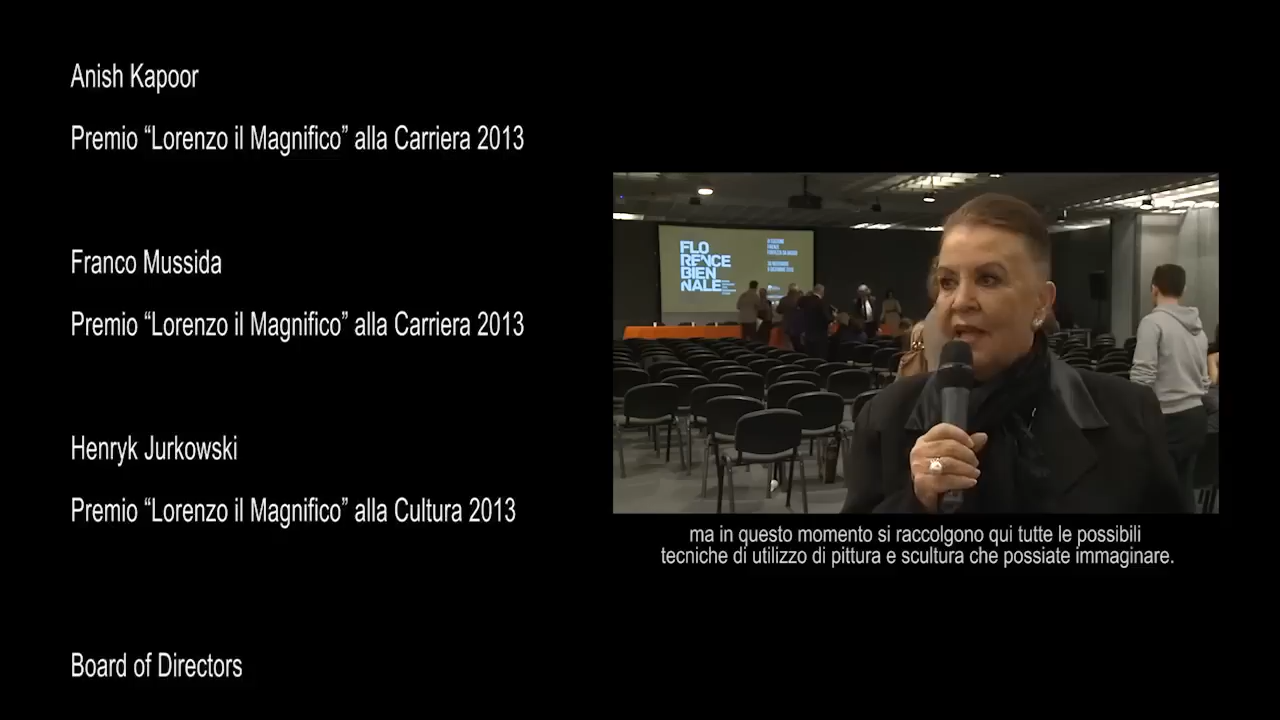 Anish Kapoor
Premio “Lorenzo il Magnifico” alla Carriera 2013
Franco Mussida
Premio “Lorenzo il Magnifico” alla Carriera 2013
Henryk Jurkowski
Premio “Lorenzo il Magnifico” alla Cultura 2013
Board of Directors
FLO
RENCE
BIEN
NALE
ma in questo momento si raccolgono qui tutte le possibili
tecniche di utilizzo di pittura e scultura che possiate immaginare.